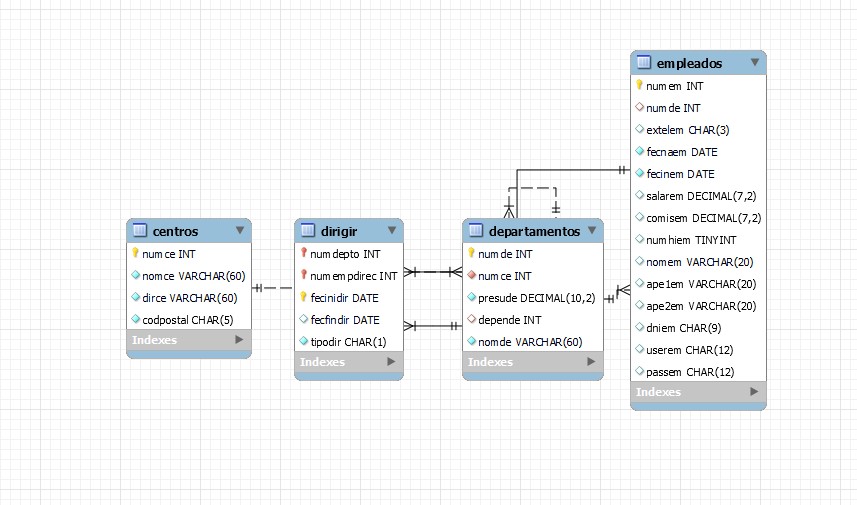 centros
numce INT
nomce VARCHAR(60)
dirce VARCHAR(60)
codpostal CHAR(5)
Indexes
dirigir
numdepto INT
numempdirec INT
fecinidir DATE
fecfindir DATE
tipodir CHAR(1)
Indexes
departamentos
numde INT
numce INT
presude DECIMAL(10,2)
depende INT
nomde VARCHAR(60)
Indexes
empleados
numem INT
numde INT
extelem CHAR(3)
fecnaem DATE
fecinem DATE
salarem DECIMAL(7,2)
comisem DECIMAL(7,2)
numhiem TINYINT
nomem VARCHAR(20)
ape1em VARCHAR(20)
ape2em VARCHAR(20)
dniem CHAR(9)
userem CHAR(12)
passem CHAR(12)
Indexes